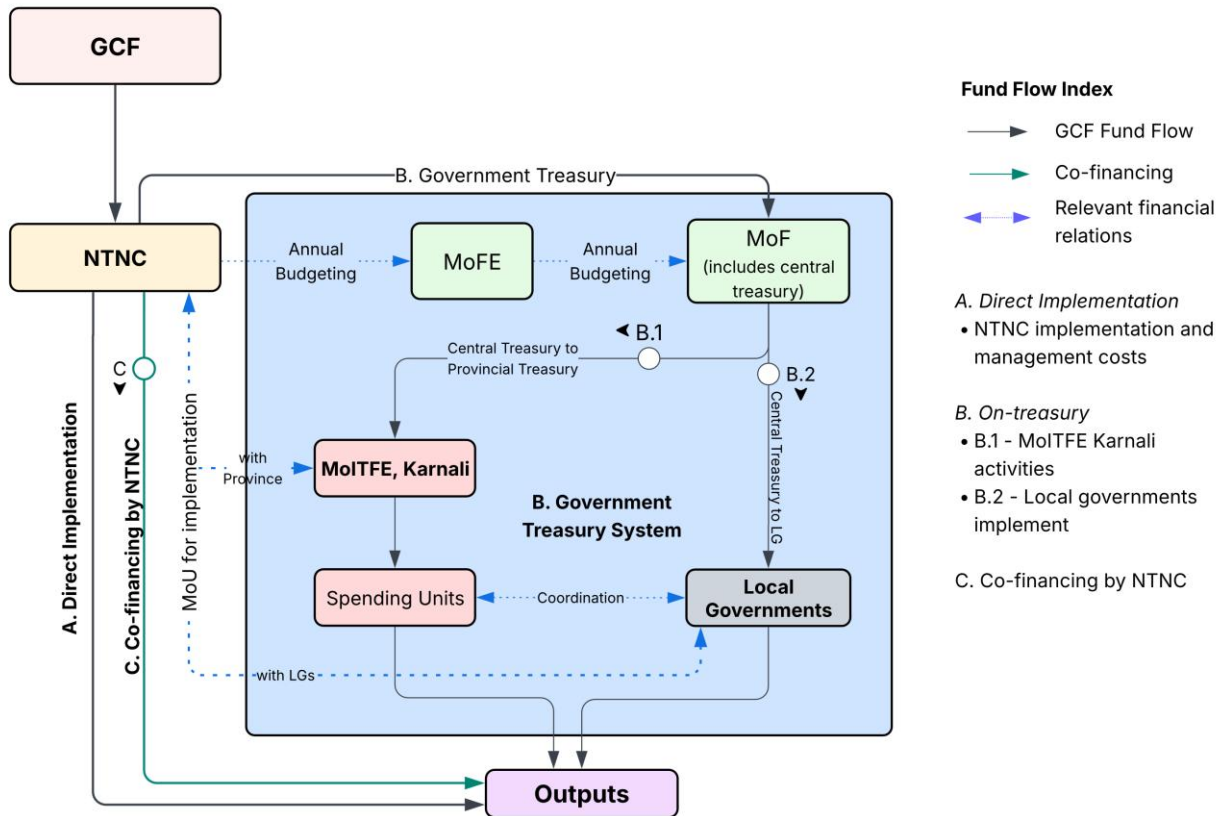 GCF
Fund Flow Index
GCF Fund Flow
Co-financing
Relevant financial
relations
B. Government Treasury
NTNC
Annual
Budgeting
MoFE
Annual
Budgeting
MoF
(includes central
treasury)
A. Direct Implementation
• NTNC implementation and
management costs
B.1
Central Treasury to
Provincial Treasury
C
B.2
B. On-treasury
• B.1 - MoITFE Karnali
activities
• B.2 - Local governments
implement
A. Direct Implementation
C. Co-financing by NTNC
MoU for implementation
with
Province
MoITFE, Karnali
Central Treasury to LG
B. Government
Treasury System
Spending Units
Coordination
Local
Governments
C. Co-financing by NTNC
with LGs
Outputs